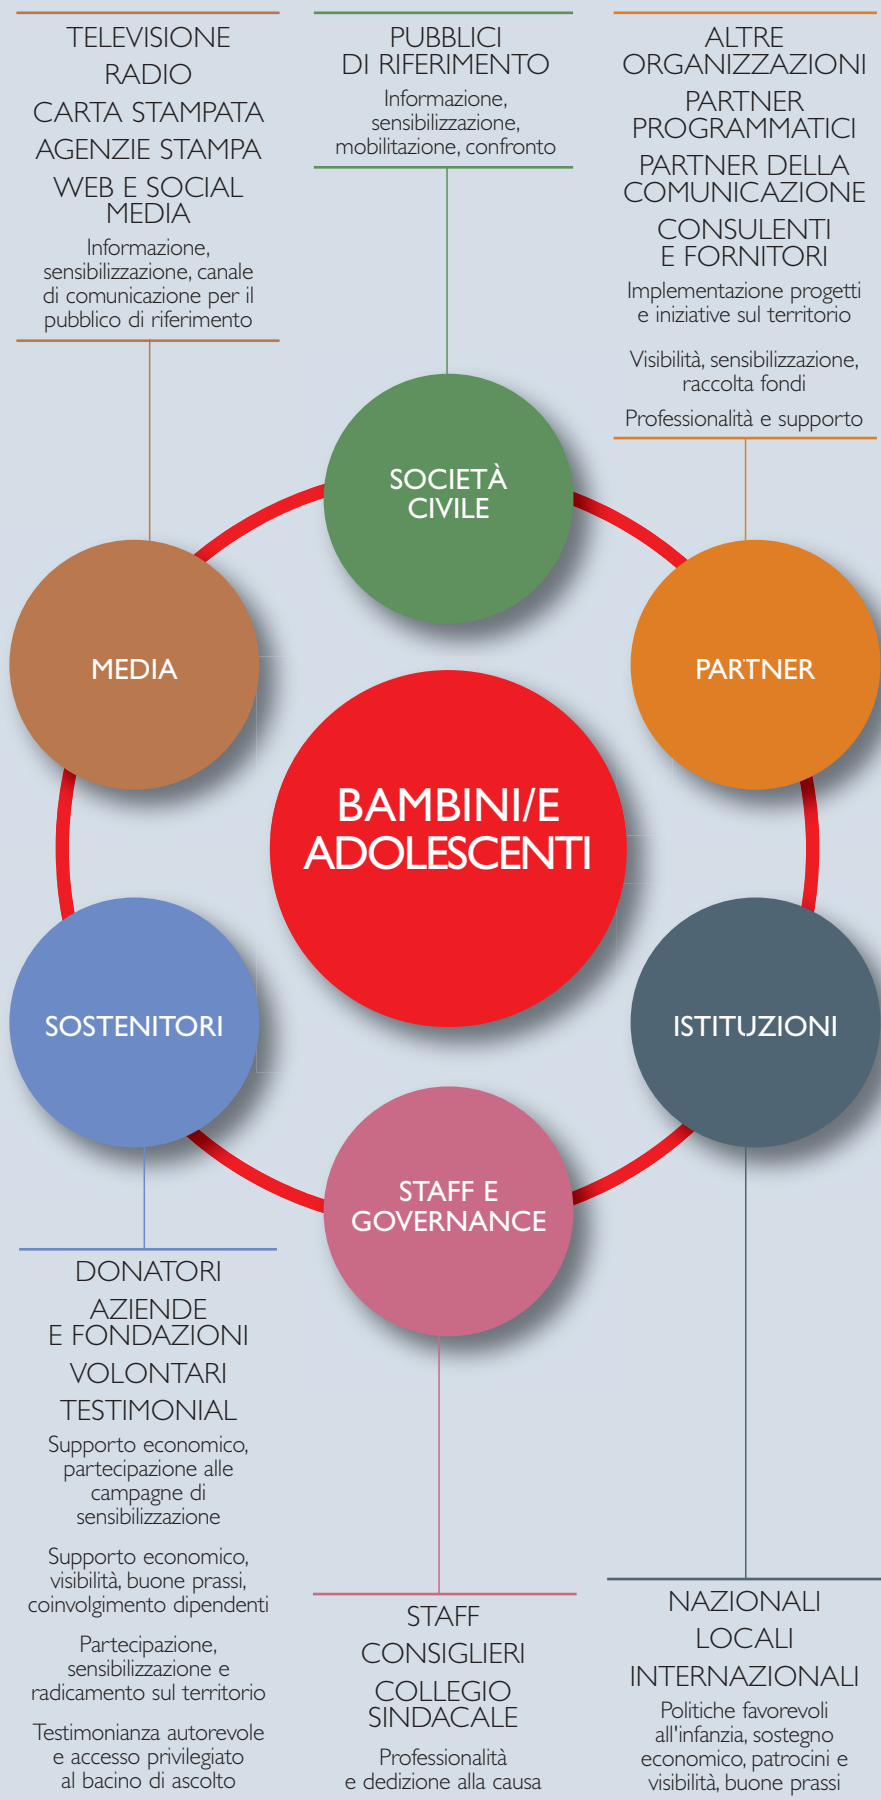 TELEVISIONE
RADIO
CARTA STAMPATA
AGENZIE STAMPA
WEB E SOCIAL
MEDIA
Informazione,
sensibilizzazione, canale
di comunicazione per il
pubblico di riferimento
PUBBLICI
DI RIFERIMENTO
Informazione,
sensibilizzazione,
mobilitazione, confronto
ALTRE
ORGANIZZAZIONI
PARTNER
PROGRAMMATICI
PARTNER DELLA
COMUNICAZIONE
CONSULENTI
E FORNITORI
Implementazione progetti
e iniziative sul territorio
Visibilità, sensibilizzazione,
raccolta fondi
Professionalità e supporto
SOCIETÀ
CIVILE
MEDIA
PARTNER
BAMBINI/E
ADOLESCENTI
SOSTENITORI
ISTITUZIONI
STAFF E
GOVERNANCE
DONATORI
AZIENDE
E FONDAZIONI
VOLONTARI
TESTIMONIAL
Supporto economico,
partecipazione alle
campagne di
sensibilizzazione
Supporto economico,
visibilità, buone prassi,
coinvolgimento dipendenti
Partecipazione,
sensibilizzazione e
radicamento sul territorio
Testimonianza autorevole
e accesso privilegiato
al bacino di ascolto
STAFF
CONSIGLIERI
COLLEGIO
SINDACALE
Professionalità
e dedizione alla causa
NAZIONALI
LOCALI
INTERNAZIONALI
Politiche favorevoli
all'infanzia, sostegno
economico, patrocini e
visibilità, buone prassi